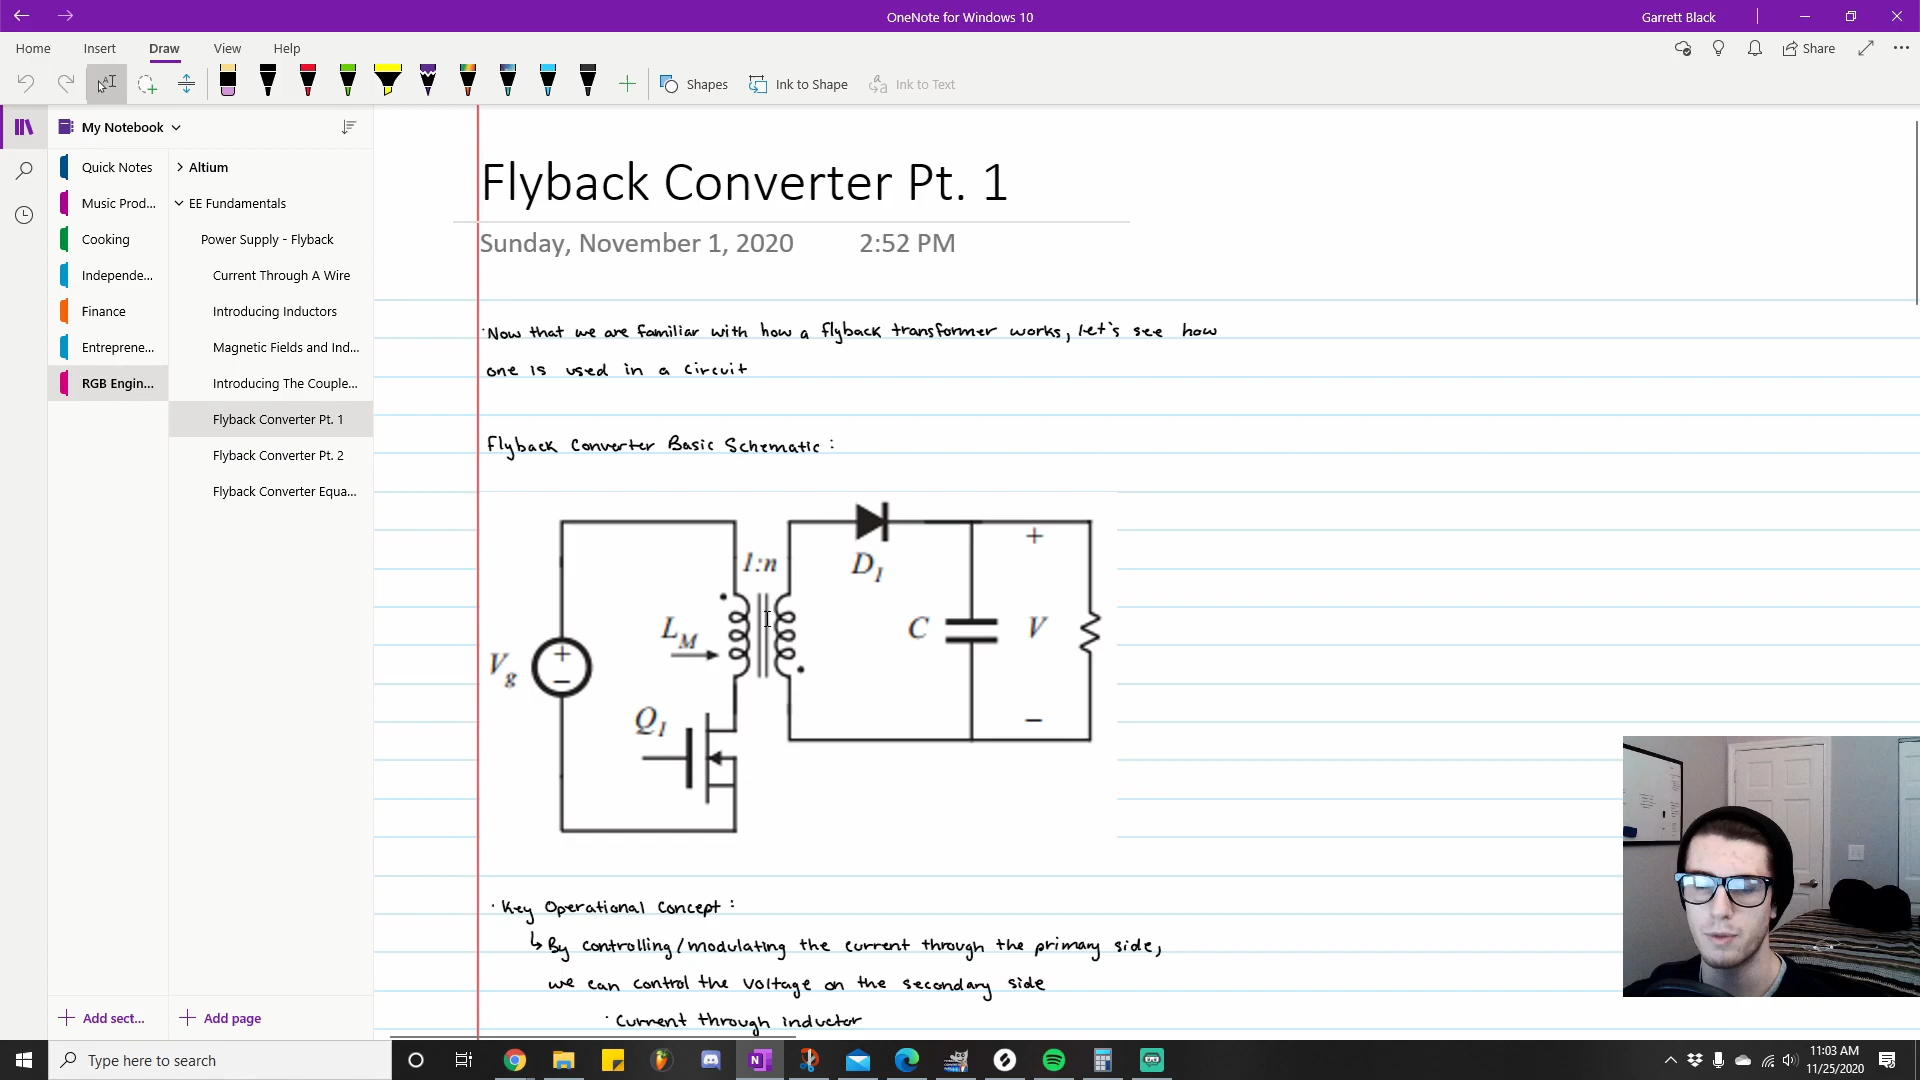 OneNote for Windows 10
Garrett Black
Home
Insert
Draw
View
Help
Share
Shapes
Ink to Shape
Ink to Text
My Notebook
Quick Notes
Music Prod...
Cooking
Independe...
Finance
Entreprene...
RGB Engin...
Altium
EE Fundamentals
Power Supply - Flyback
Current Through A Wire
Introducing Inductors
Magnetic Fields and Ind...
Introducing The Couple...
Flyback Converter Pt. 1
Flyback Converter Pt. 2
Flyback Converter Equa...
Add sect...
Add page
Flyback Converter Pt. 1
Sunday, November 1, 2020 2:52 PM
· Now that we are familiar with how a flyback transformer works, let's see how
one is used in a circuit
Flyback Converter Basic Schematic :
1:n
D1
LM
C
V
+
−
Vg
+
−
Q1
· Key Operational Concept :
↳ By controlling/modulating the current through the primary side,
we can control the voltage on the secondary side
· Current through inductor
Type here to search
11:03 AM
11/25/2020